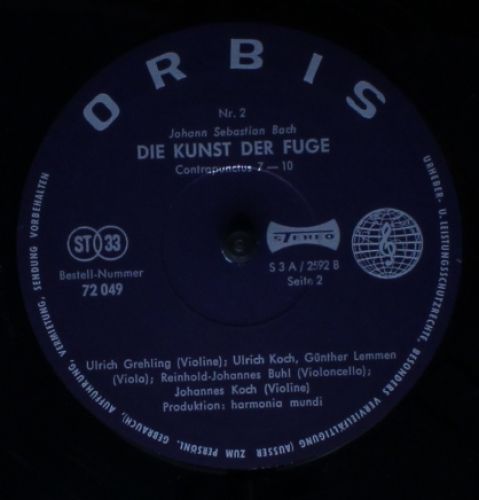 ORBIS
Nr. 2
Johann Sebastian Bach
DIE KUNST DER FUGE
Contrapunctus 7 — 10
ST 33
Bestell-Nummer
72 049
STEREO
S 3 A / 2592 B
Seite 2
Ulrich Grehling (Violine); Ulrich Koch, Günther Lemmen
(Viola); Reinhold-Johannes Buhl (Violoncello);
Johannes Koch (Violine)
Produktion: harmonia mundi
URHEBER- U. LEISTUNGSSCHUTZRECHTE, BESONDERS VERVIELFÄLTIGUNG (AUSSER ZUM PERSÖNL. GEBRAUCH), AUFFÜHRUNG, VERMIETUNG, SENDUNG VORBEHALTEN